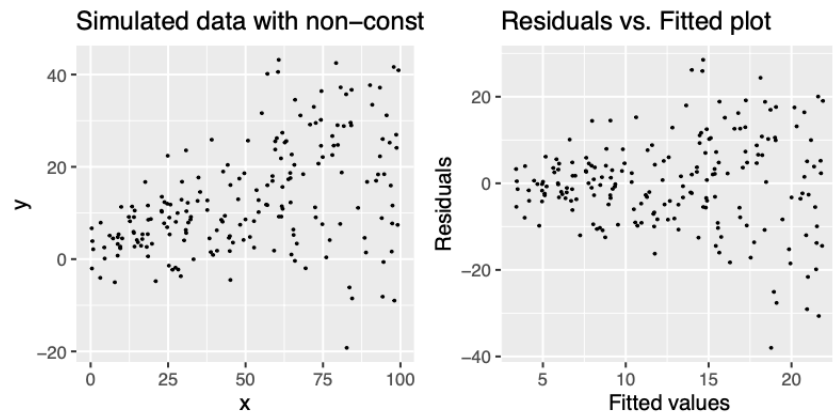 Simulated data with non−const
40
20
0
−20
y
0
25
50
75
100
x
Residuals vs. Fitted plot
20
0
−20
−40
Residuals
5
10
15
20
Fitted values